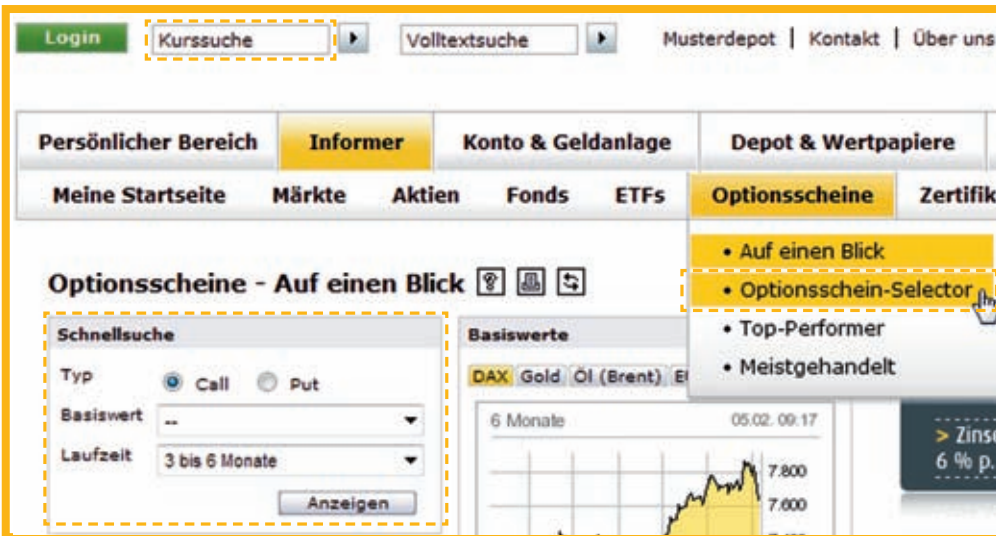 Login Kurssuche Volltextsuche Musterdepot | Kontakt | Über uns
Persönlicher Bereich Informer Konto & Geldanlage Depot & Wertpapiere
Meine Startseite Märkte Aktien Fonds ETFs Optionsscheine Zertifik
• Auf einen Blick
• Optionsschein-Selector
• Top-Performer
• Meistgehandelt
Optionsscheine - Auf einen Blick ?
Schnellsuche
Typ Call Put
Basiswert --
Laufzeit 3 bis 6 Monate
Anzeigen
Basiswerte
DAX Gold Öl (Brent)
6 Monate 05.02. 09:17
7.800
7.600
> Zins
6 % p.